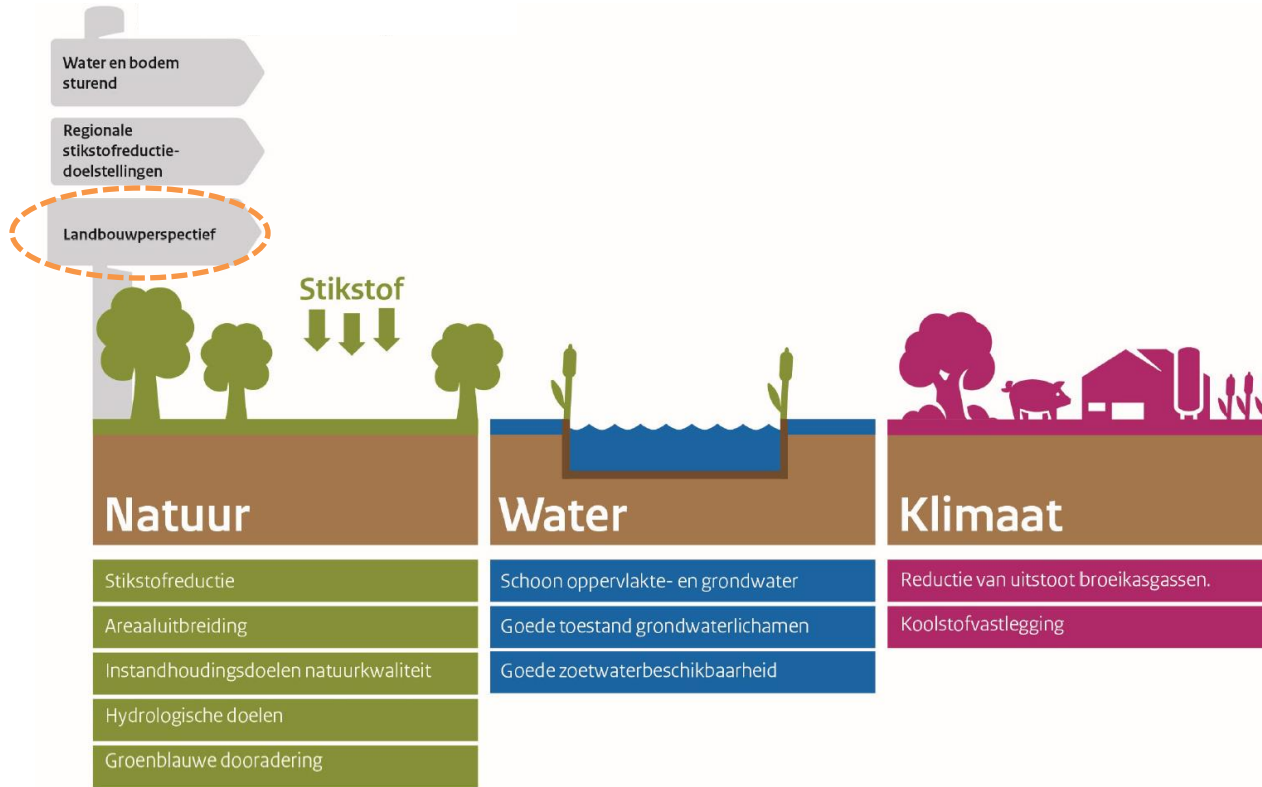 Water en bodem
sturend
Regionale
stikstofreductie-
doelstellingen
Landbouwperspectief
Stikstof
Natuur
Stikstofreductie
Areaaluitbreiding
Instandhoudingsdoelen natuurkwaliteit
Hydrologische doelen
Groenblauwe dooradering
Water
Schoon oppervlakte- en grondwater
Goede toestand grondwaterlichamen
Goede zoetwaterbeschikbaarheid
Klimaat
Reductie van uitstoot broeikasgassen.
Koolstofvastlegging